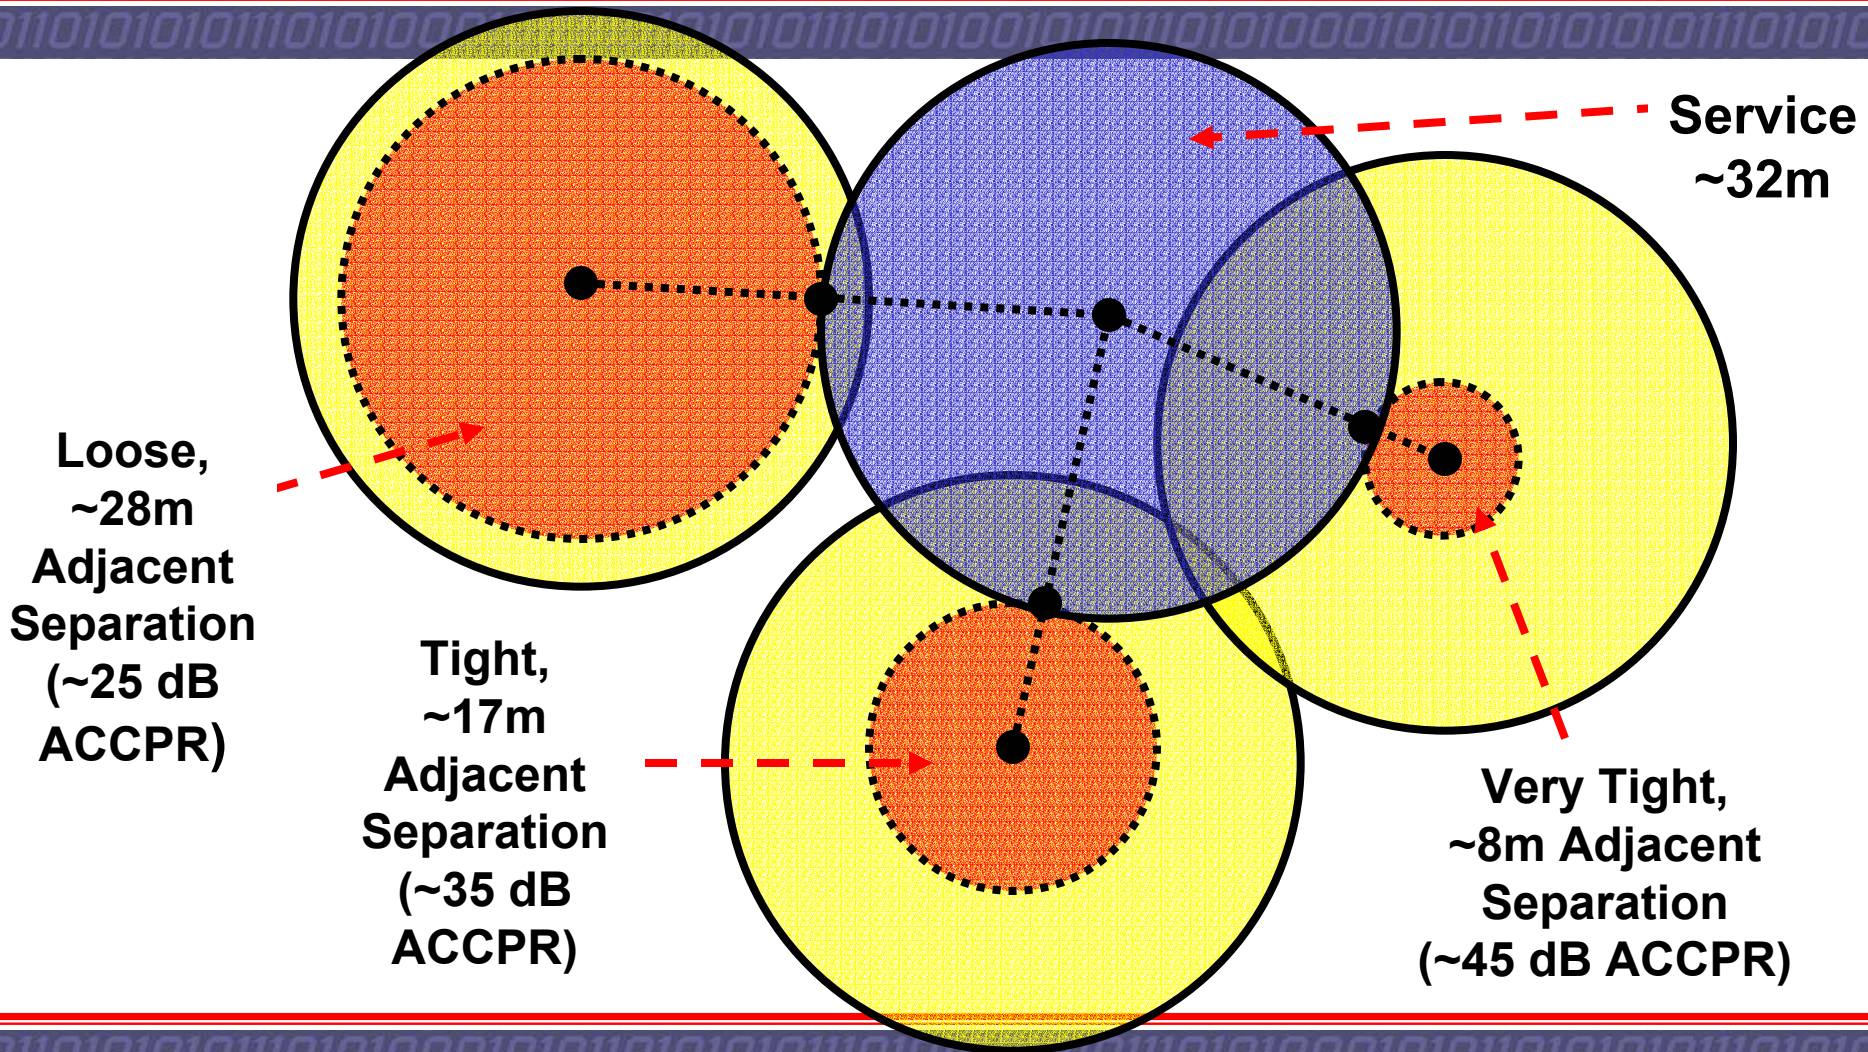 Service
~32m
Loose,
~28m
Adjacent
Separation
(~25 dB
ACCPR)
Tight,
~17m
Adjacent
Separation
(~35 dB
ACCPR)
Very Tight,
~8m Adjacent
Separation
(~45 dB ACCPR)